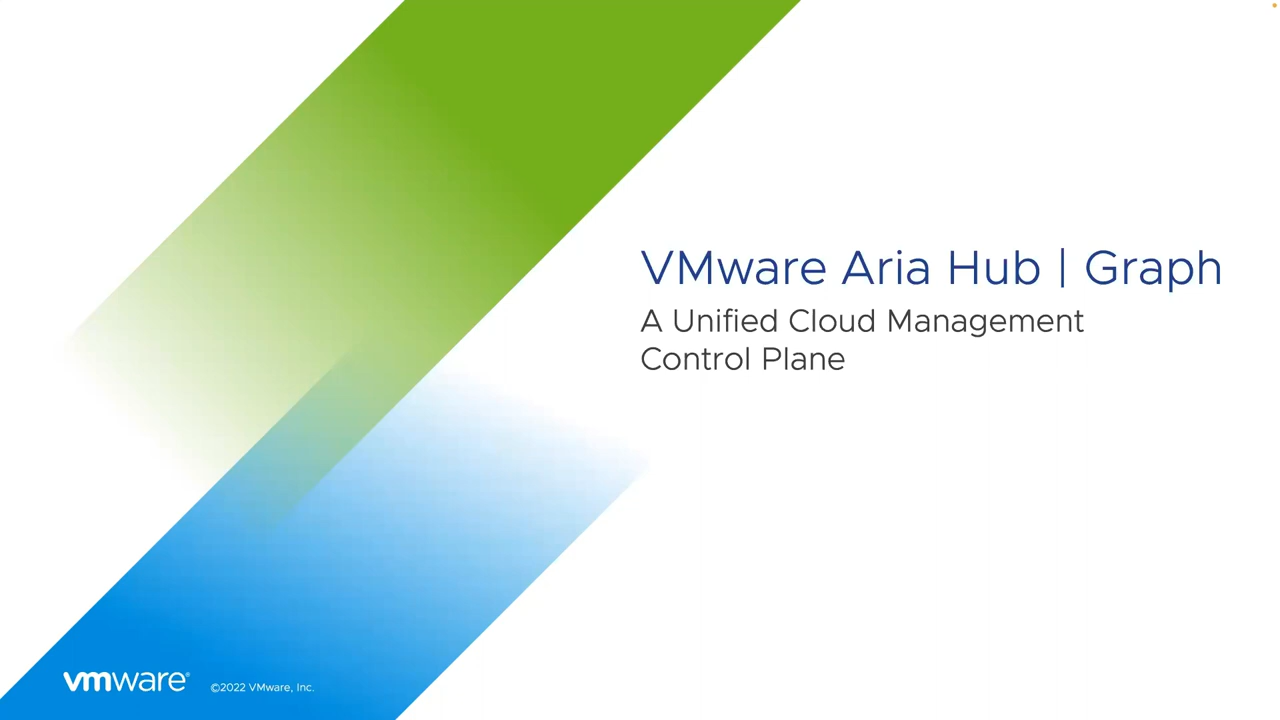 VMware Aria Hub | Graph
A Unified Cloud Management
Control Plane
vmware®
©2022 VMware, Inc.